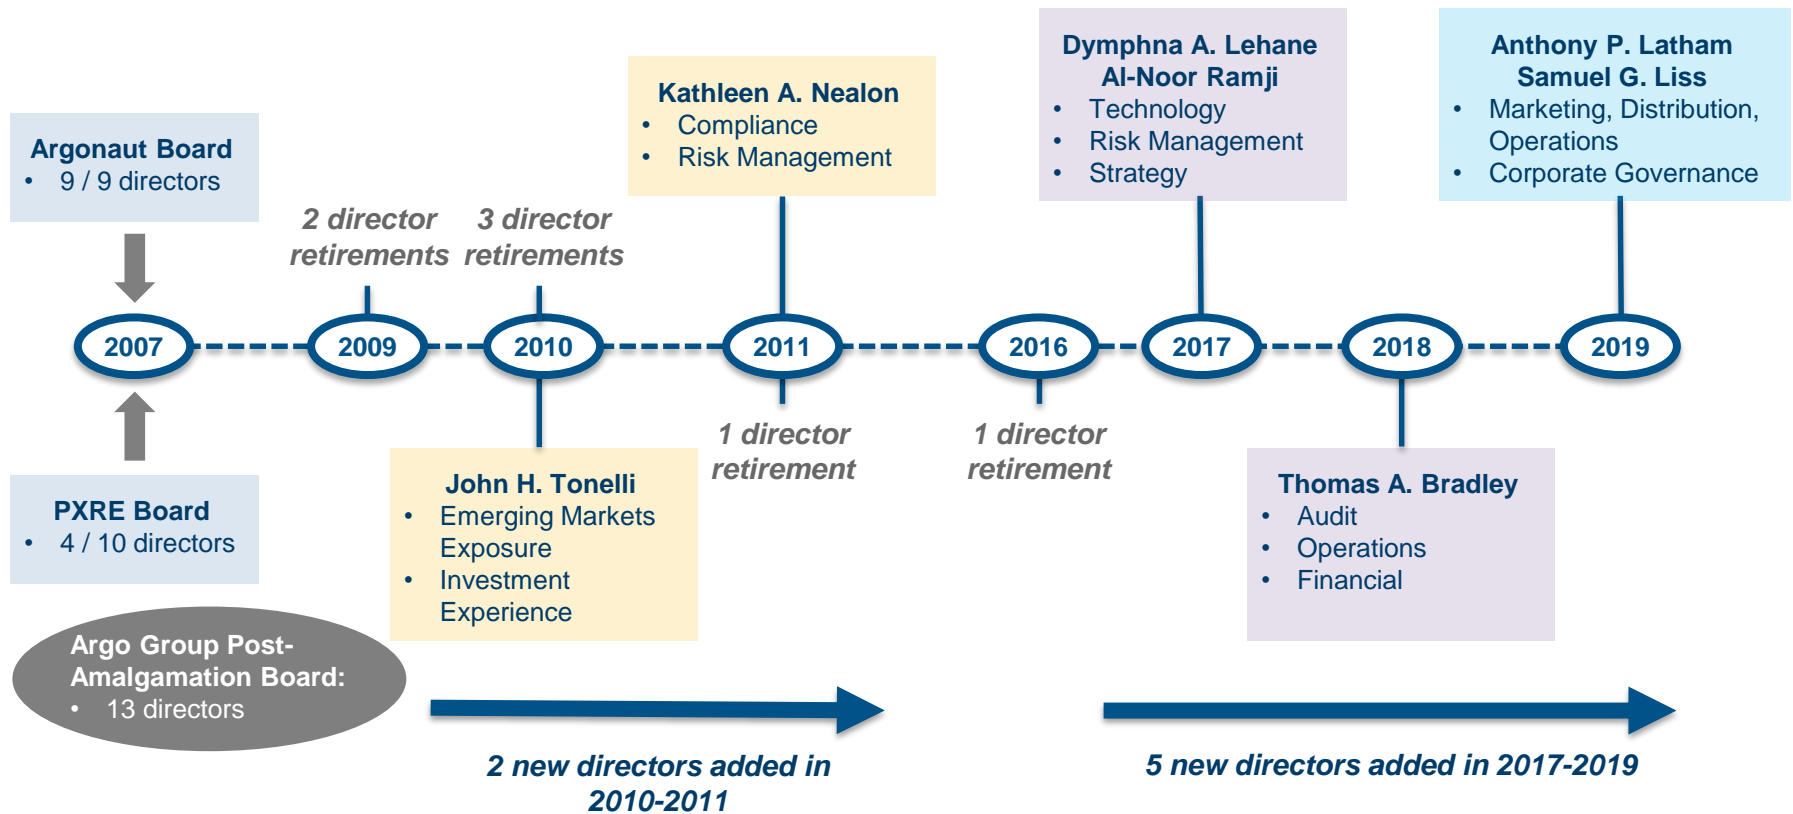 Argonaut Board
• 9 / 9 directors
PXRE Board
• 4 / 10 directors
Argo Group Post-
Amalgamation Board:
• 13 directors
2 director
retirements
3 director
retirements
Kathleen A. Nealon
• Compliance
• Risk Management
Dymphna A. Lehane
Al-Noor Ramji
• Technology
• Risk Management
• Strategy
Anthony P. Latham
Samuel G. Liss
• Marketing, Distribution,
Operations
• Corporate Governance
2007
2009
2010
2011
2016
2017
2018
2019
John H. Tonelli
• Emerging Markets
Exposure
• Investment
Experience
1 director
retirement
1 director
retirement
Thomas A. Bradley
• Audit
• Operations
• Financial
2 new directors added in
2010-2011
5 new directors added in 2017-2019